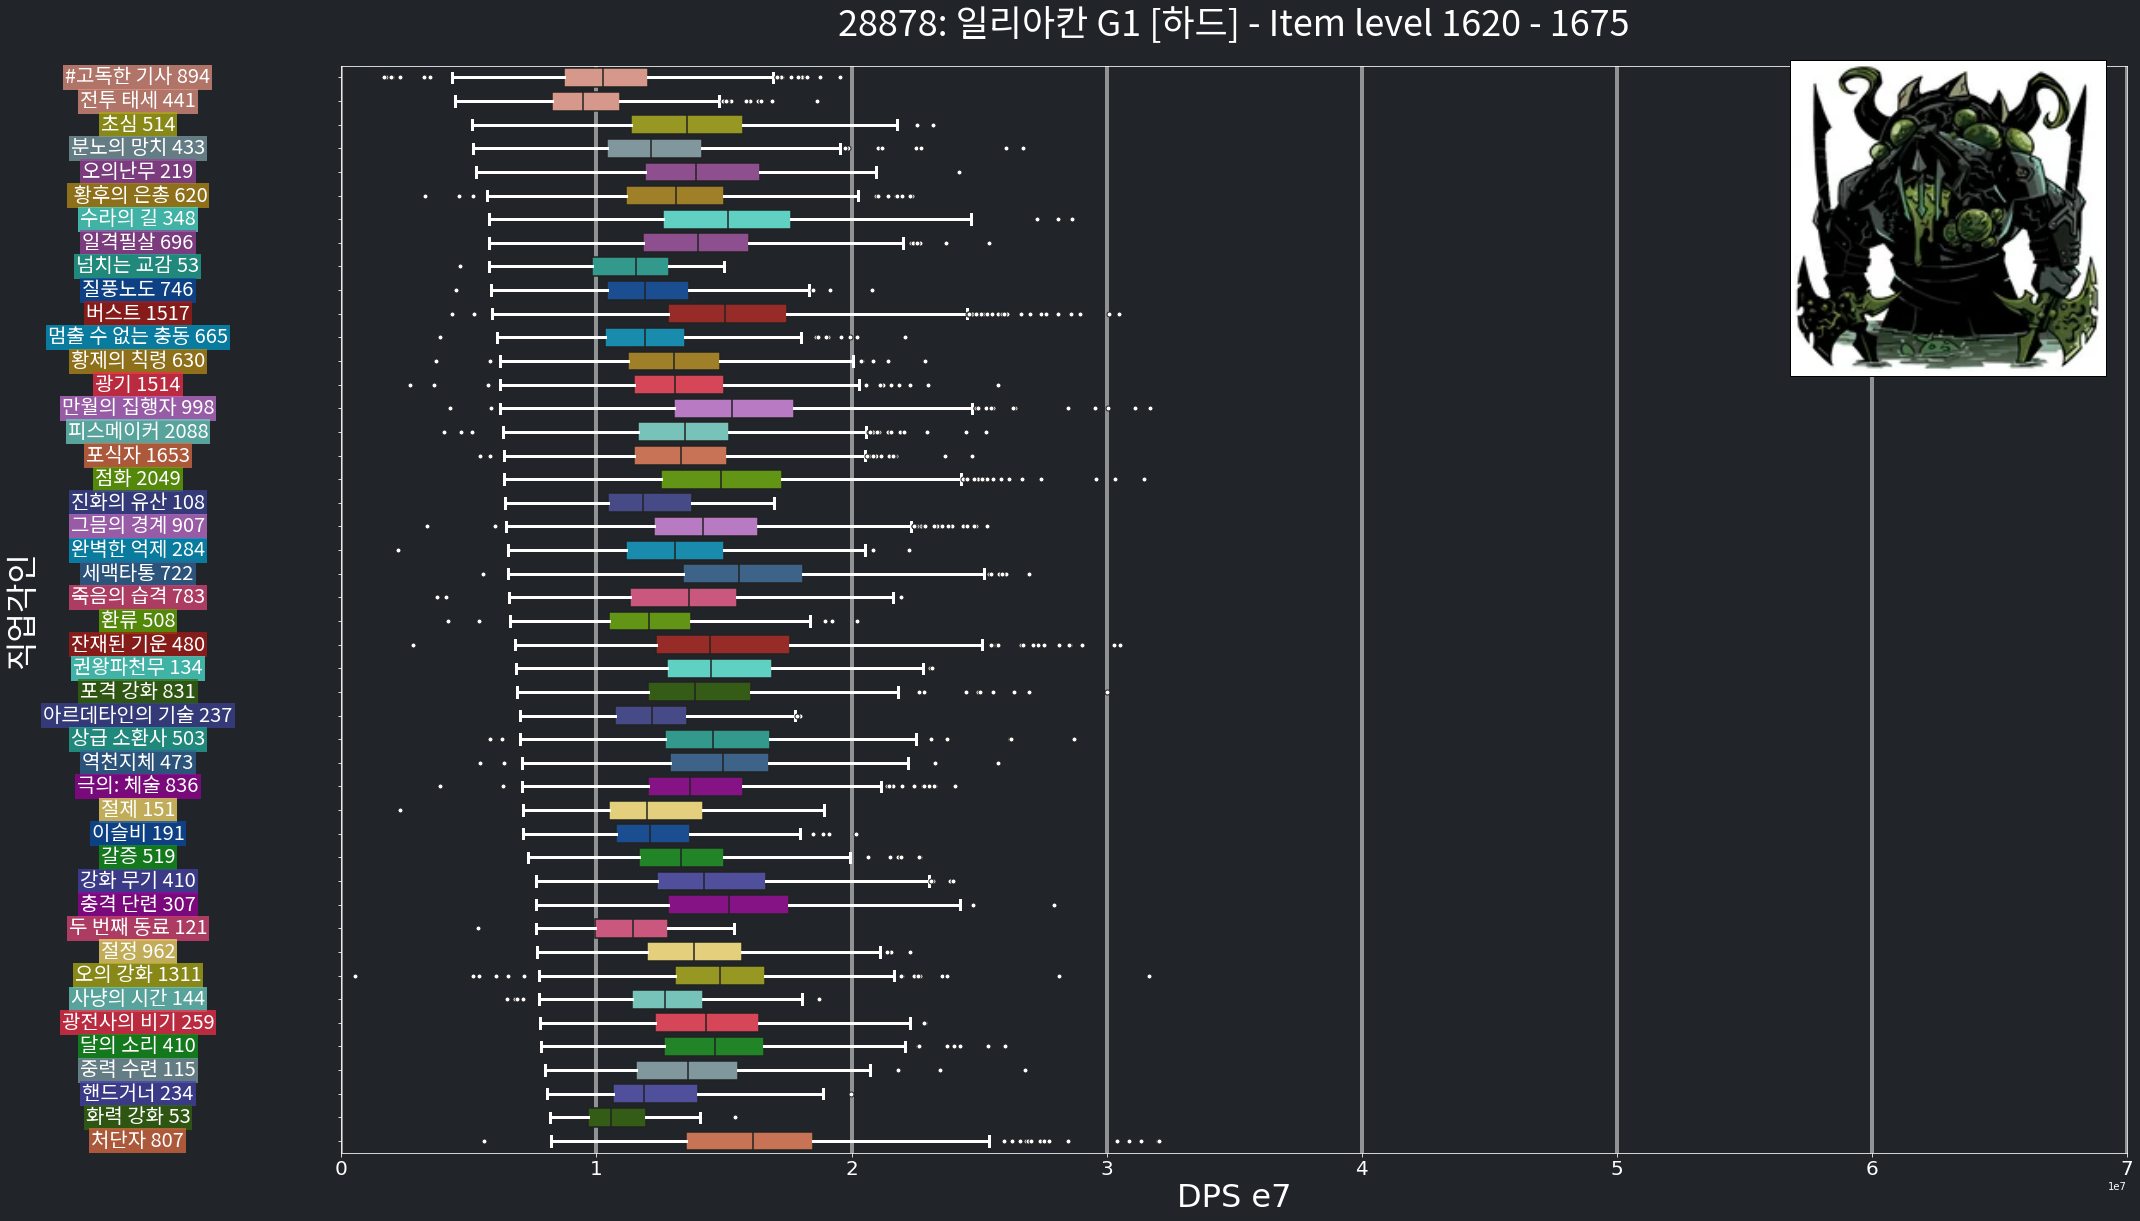 28878: 일리아칸 G1 [하드] - Item level 1620 - 1675
#고독한 기사 894
전투 태세 441
초심 514
분노의 망치 433
오의난무 219
황후의 은총 620
수라의 길 348
일격필살 696
넘치는 교감 53
질풍노도 746
버스트 1517
멈출 수 없는 충동 665
황제의 칙령 630
광기 1514
만월의 집행자 998
피스메이커 2088
포식자 1653
점화 2049
진화의 유산 108
그믐의 경계 907
완벽한 억제 284
세맥타통 722
죽음의 습격 783
환류 508
잔재된 기운 480
권왕파천무 134
포격 강화 831
아르데타인의 기술 237
상급 소환사 503
역천지체 473
극의: 체술 836
절제 151
이슬비 191
갈증 519
강화 무기 410
충격 단련 307
두 번째 동료 121
절정 962
오의 강화 1311
사냥의 시간 144
광전사의 비기 259
달의 소리 410
중력 수련 115
핸드거너 234
화력 강화 53
처단자 807
직업각인
0 1 2 3 4 5 6 7
1e7
DPS e7